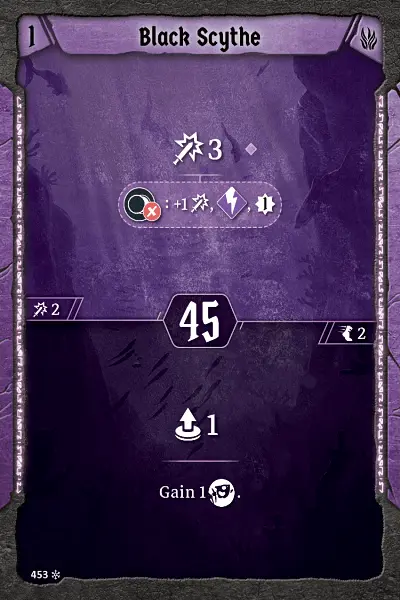 1
Black Scythe
3
: +1 , ,
2
45
2
1
Gain 1 .
453